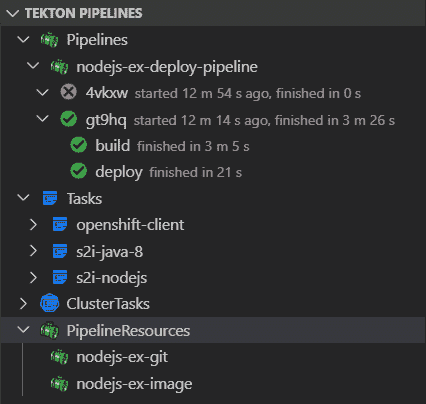 TEKTON PIPELINES
Pipelines
nodejs-ex-deploy-pipeline
4vkxw started 12 m 54 s ago, finished in 0 s
gt9hq started 12 m 14 s ago, finished in 3 m 26 s
build finished in 3 m 5 s
deploy finished in 21 s
Tasks
openshift-client
s2i-java-8
s2i-nodejs
ClusterTasks
PipelineResources
nodejs-ex-git
nodejs-ex-image